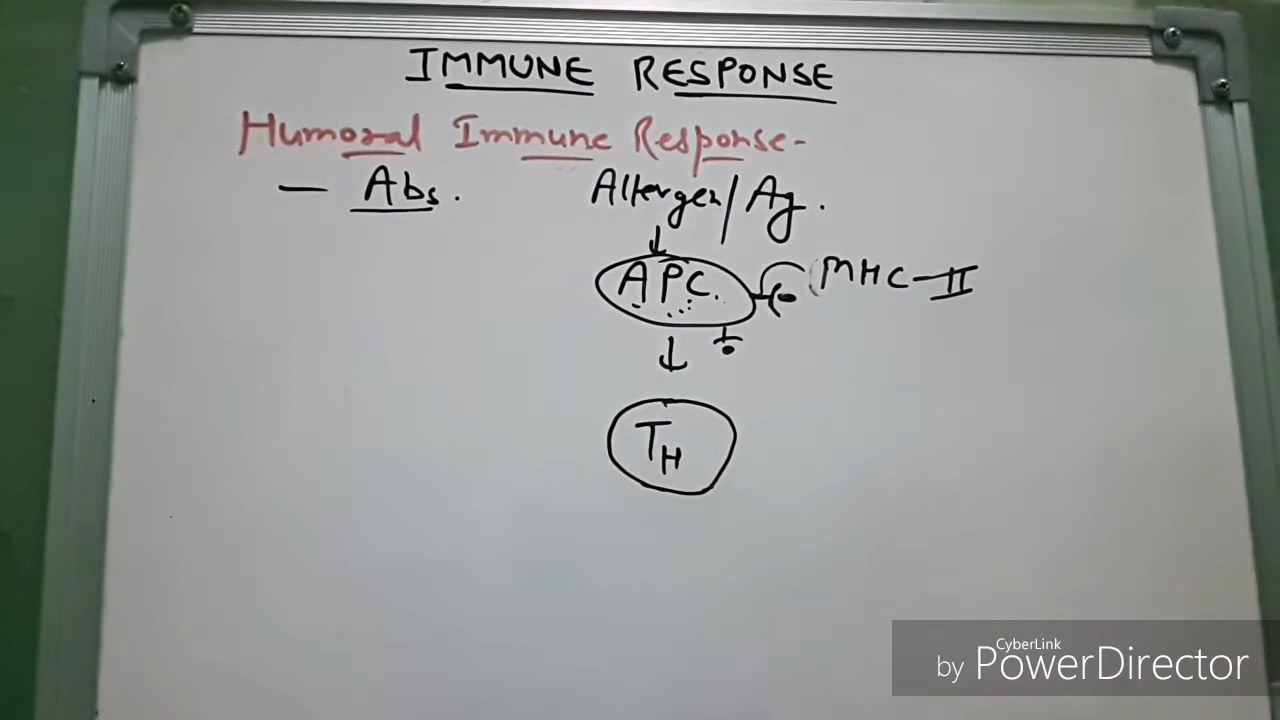 IMMUNE RESPONSE
Humoral Immune Response-
— Abs.
Allergen/Ag.
APC.
MHC-II
TH
by CyberLink PowerDirector